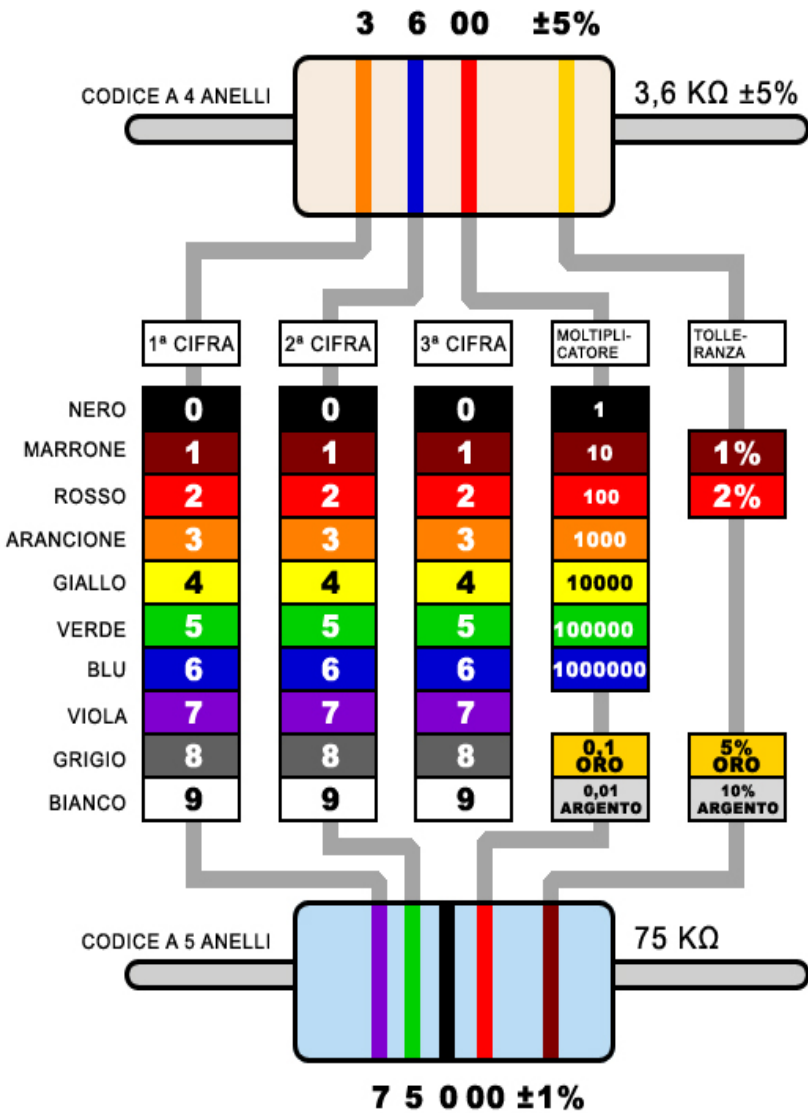 3 6 00 ±5%
CODICE A 4 ANELLI
3,6 KΩ ±5%
1ª CIFRA
2ª CIFRA
3ª CIFRA
MOLTIPLI-
CATORE
TOLLE-
RANZA
NERO 0 0 0 1
MARRONE 1 1 1 10 1%
ROSSO 2 2 2 100 2%
ARANCIONE 3 3 3 1000
GIALLO 4 4 4 10000
VERDE 5 5 5 100000
BLU 6 6 6 1000000
VIOLA 7 7 7
GRIGIO 8 8 8
0,1
ORO
5%
ORO
BIANCO 9 9 9
0,01
ARGENTO
10%
ARGENTO
CODICE A 5 ANELLI
75 KΩ
7 5 0 00 ±1%